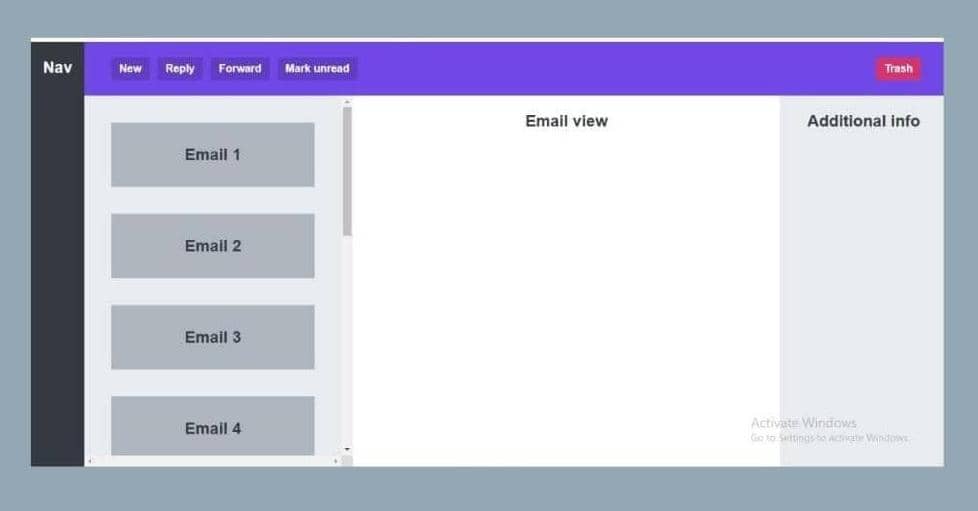 Nav
New Reply Forward Mark unread Trash
Email view
Additional info
Email 1
Email 2
Email 3
Email 4
Activate Windows
Go to Settings to activate Windows.